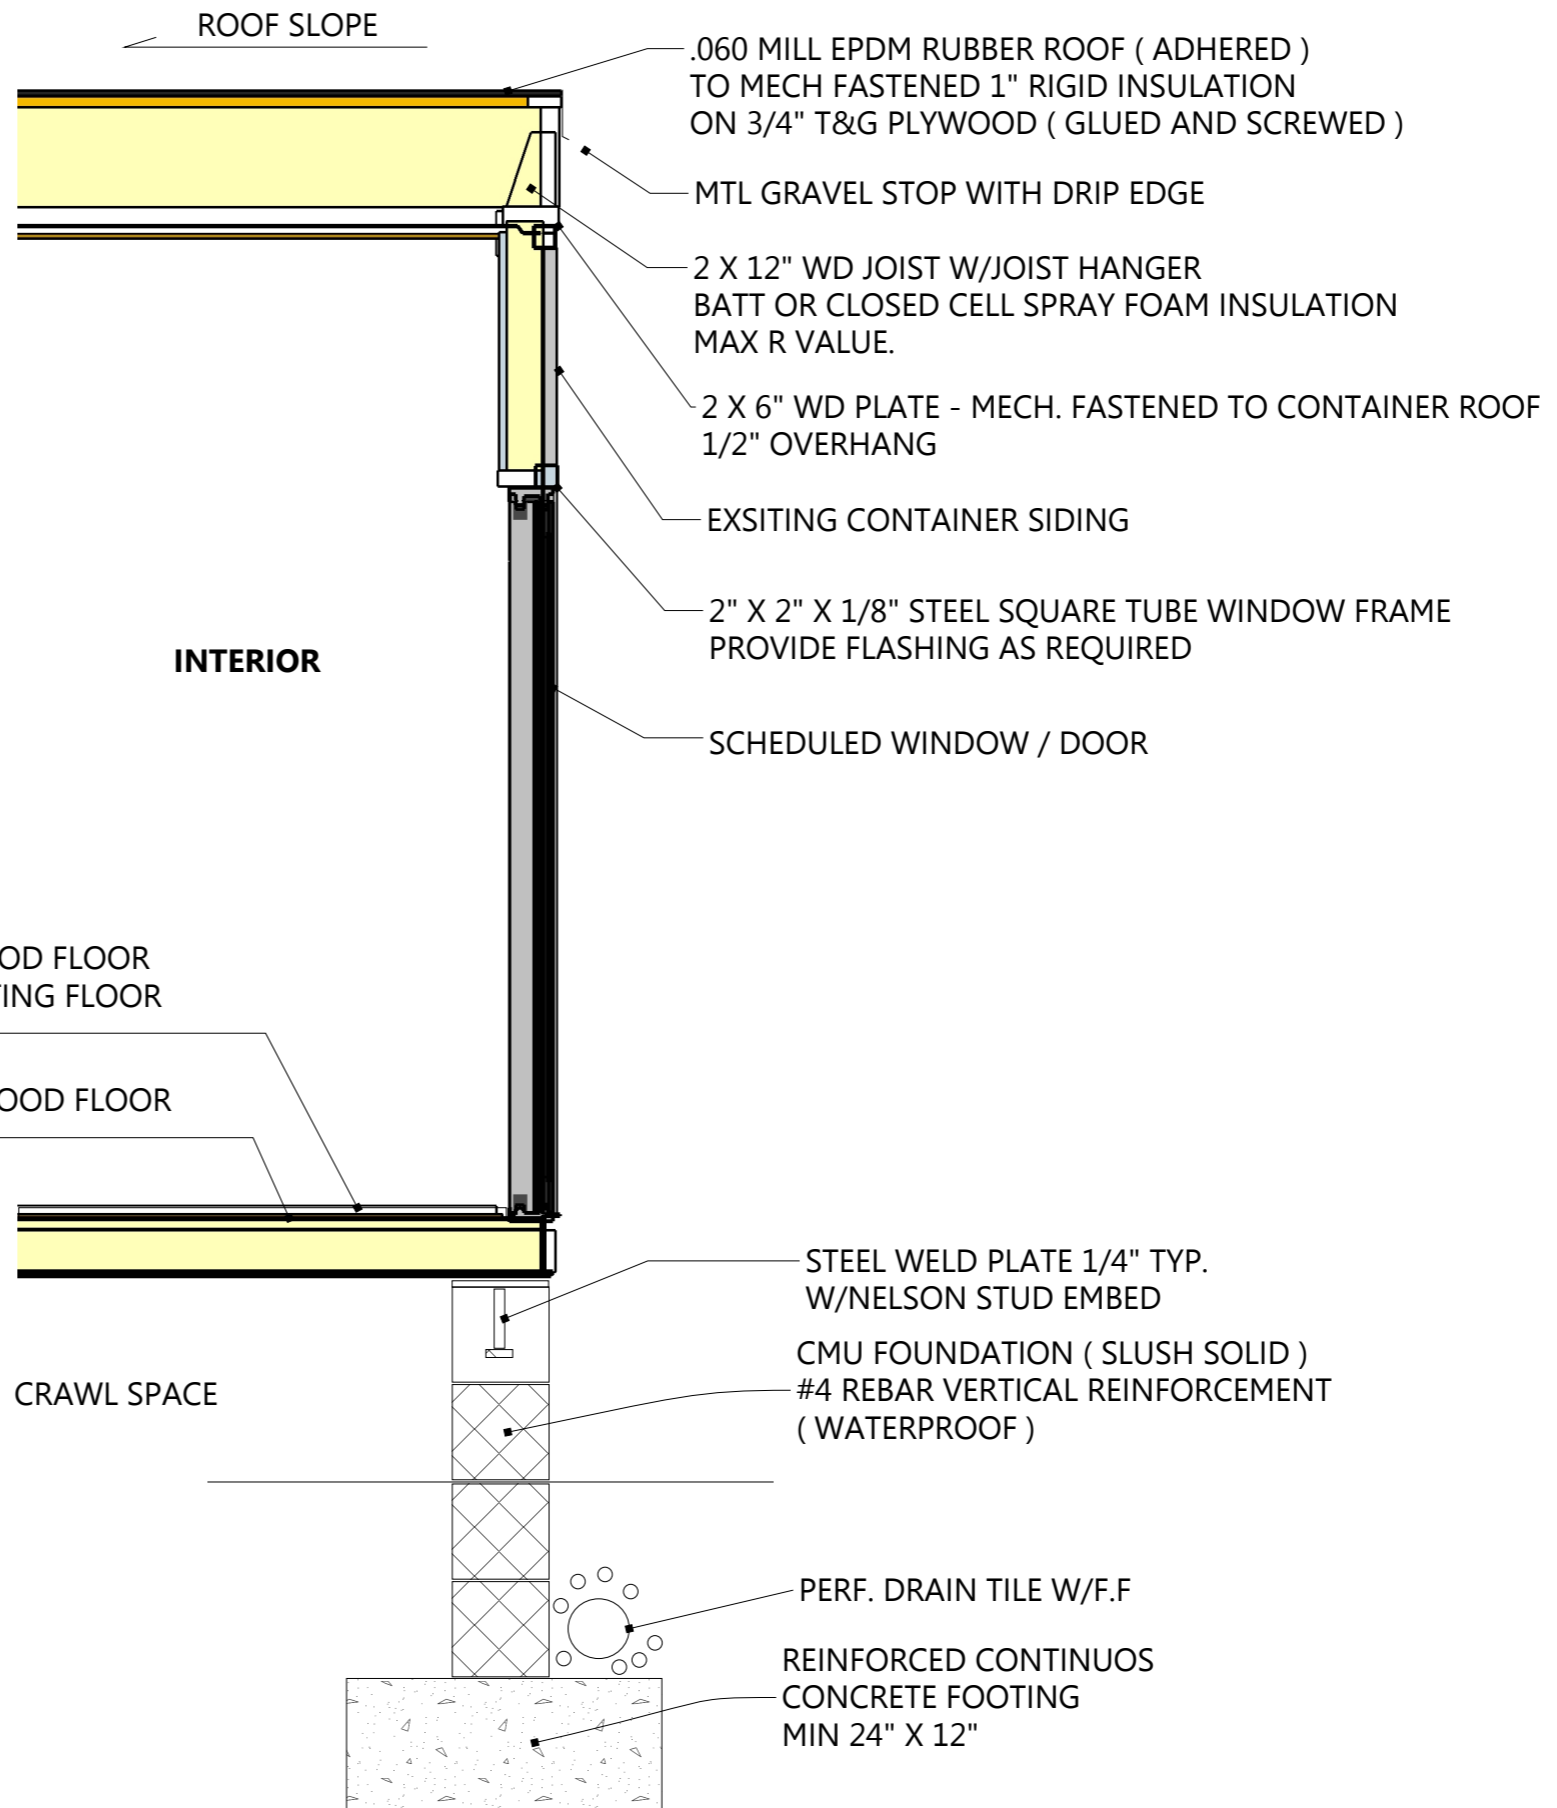 ROOF SLOPE
.060 MILL EPDM RUBBER ROOF ( ADHERED )
TO MECH FASTENED 1" RIGID INSULATION
ON 3/4" T&G PLYWOOD ( GLUED AND SCREWED )
MTL GRAVEL STOP WITH DRIP EDGE
2 X 12" WD JOIST W/JOIST HANGER
BATT OR CLOSED CELL SPRAY FOAM INSULATION
MAX R VALUE.
2 X 6" WD PLATE - MECH. FASTENED TO CONTAINER ROOF
1/2" OVERHANG
EXSITING CONTAINER SIDING
2" X 2" X 1/8" STEEL SQUARE TUBE WINDOW FRAME
PROVIDE FLASHING AS REQUIRED
INTERIOR
SCHEDULED WINDOW / DOOR
OD FLOOR
TING FLOOR
OOD FLOOR
STEEL WELD PLATE 1/4" TYP.
W/NELSON STUD EMBED
CMU FOUNDATION ( SLUSH SOLID )
#4 REBAR VERTICAL REINFORCEMENT
( WATERPROOF )
CRAWL SPACE
PERF. DRAIN TILE W/F.F
REINFORCED CONTINUOS
CONCRETE FOOTING
MIN 24" X 12"